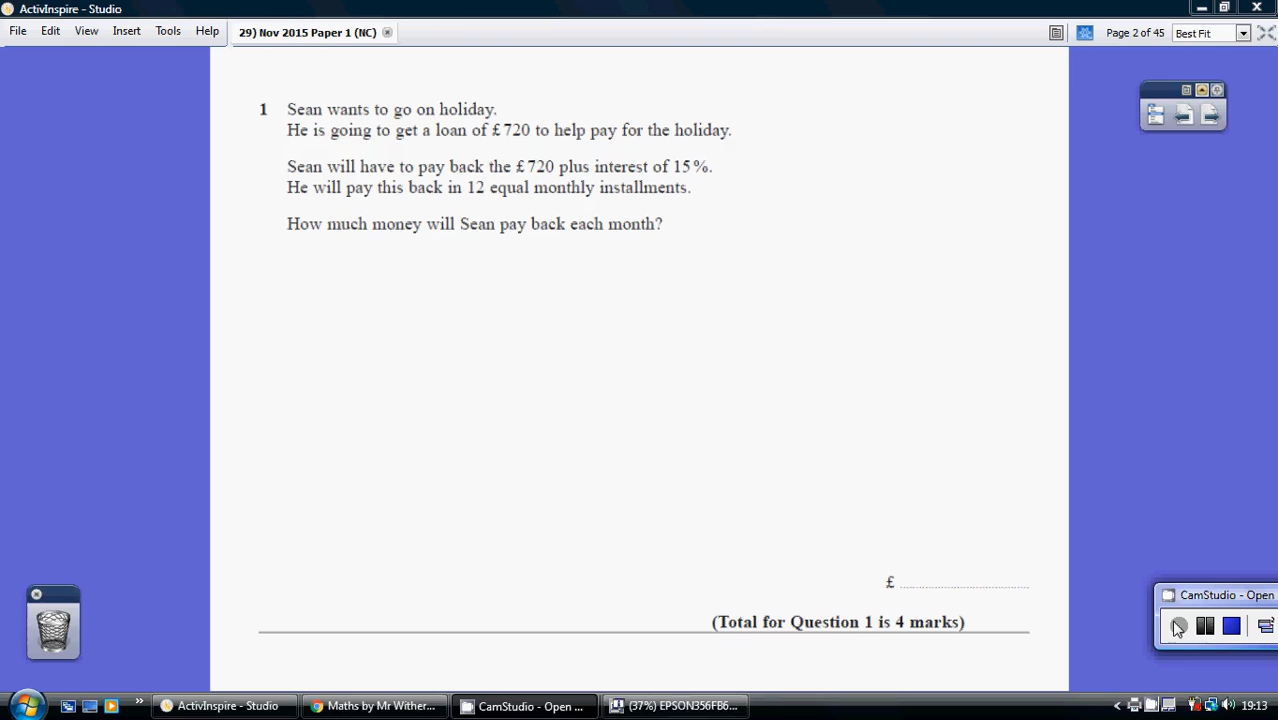 ActivInspire - Studio
File Edit View Insert Tools Help
29) Nov 2015 Paper 1 (NC)
Page 2 of 45
Best Fit
1 Sean wants to go on holiday.
He is going to get a loan of £720 to help pay for the holiday.
Sean will have to pay back the £720 plus interest of 15%.
He will pay this back in 12 equal monthly installments.
How much money will Sean pay back each month?
£
(Total for Question 1 is 4 marks)
CamStudio - Open
ActivInspire - Studio
Maths by Mr Wither...
CamStudio - Open ...
(37%) EPSON356FB6...
19:13